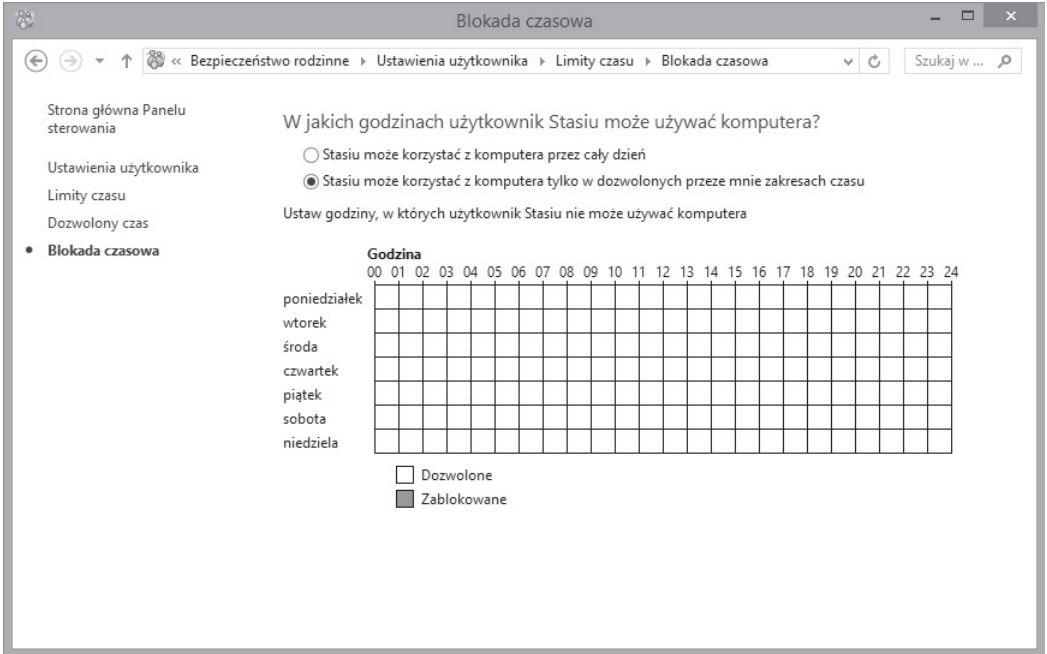 Blokada czasowa
« Bezpieczeństwo rodzinne Ustawienia użytkownika Limity czasu Blokada czasowa Szukaj w ...
Strona główna Panelu
sterowania
Ustawienia użytkownika
Limity czasu
Dozwolony czas
• Blokada czasowa
W jakich godzinach użytkownik Stasiu może używać komputera?
Stasiu może korzystać z komputera przez cały dzień
Stasiu może korzystać z komputera tylko w dozwolonych przeze mnie zakresach czasu
Ustaw godziny, w których użytkownik Stasiu nie może używać komputera
Godzina
00 01 02 03 04 05 06 07 08 09 10 11 12 13 14 15 16 17 18 19 20 21 22 23 24
poniedziałek
wtorek
środa
czwartek
piątek
sobota
niedziela
Dozwolone
Zablokowane